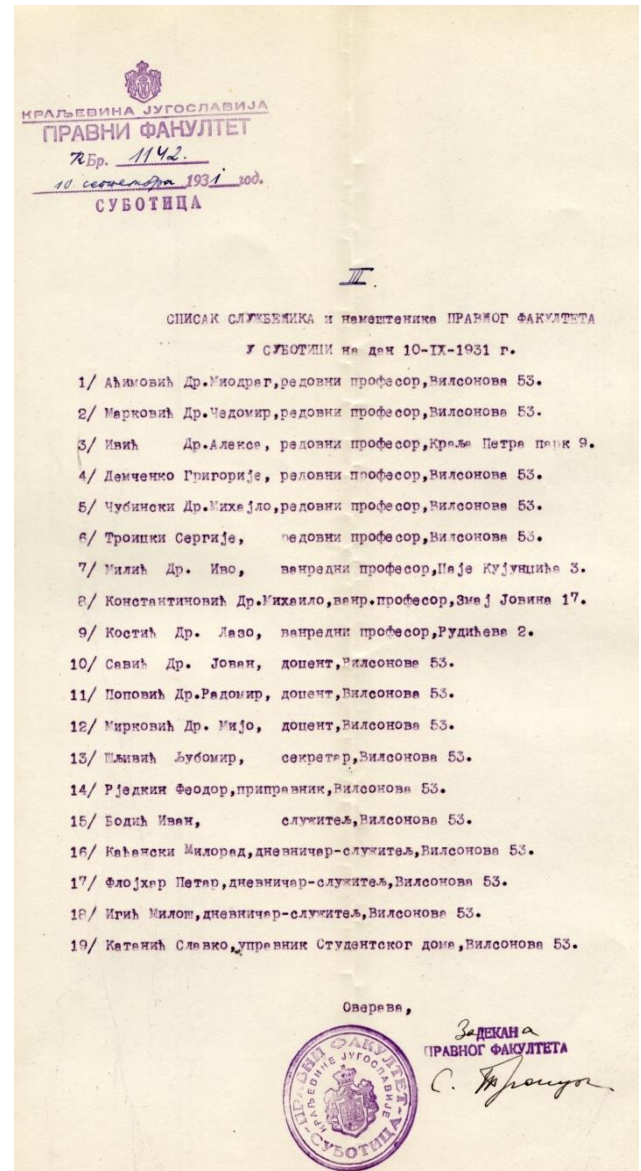 КРАЉЕВИНА ЈУГОСЛАВИЈА
ПРАВНИ ФАКУЛТЕТ
Бр. 1142.
10 септембра 1931 год.
СУБОТИЦА
III.
СПИСАК СЛУЖБЕНИКА и намештеника ПРАВНОГ ФАКУЛТЕТА
У СУБОТИЦИ на дан 10-IX-1931 г.
1/ Аћимовић Др.Миодраг,редовни професор,Вилсонова 53.
2/ Марковић Др.Чедомир,редовни професор,Вилсонова 53.
3/ Ивић Др.Алекса, редовни професор,Краља Петра парк 9.
4/ Демченко Григорије, редовни професор,Вилсонова 53.
5/ Чубински Др.Михајло,редовни професор,Вилсонова 53.
6/ Троицки Сергије, редовни професор,Вилсонова 53.
7/ Милић Др. Иво, ванредни професор,Паје Кујунџића 3.
8/ Константиновић Др.Михаило,ванр.професор,Змај Јовина 17.
9/ Костић Др. Лазо, ванредни професор,Рудићева 2.
10/ Савић Др. Јован, доцент,Вилсонова 53.
11/ Поповић Др.Радомир, доцент,Вилсонова 53.
12/ Мирковић Др. Мијо, доцент,Вилсонова 53.
13/ Шљивић Љубомир, секретар,Вилсонова 53.
14/ Рједкин Феодор,приправник,Вилсонова 53.
15/ Бодић Иван, служитељ,Вилсонова 53.
16/ Каћански Милорад,дневничар-служитељ,Вилсонова 53.
17/ Флојхар Петар,дневничар-служитељ,Вилсонова 53.
18/ Игић Милош,дневничар-служитељ,Вилсонова 53.
19/ Катанић Славко,управник Студентског дома,Вилсонова 53.
Оверава,
За ДЕКАНа
ПРАВНОГ ФАКУЛТЕТА
С. Троицки
ПРАВНИ ФАКУЛТЕТ
КРАЉЕВИНЕ ЈУГОСЛАВИЈЕ
СУБОТИЦА